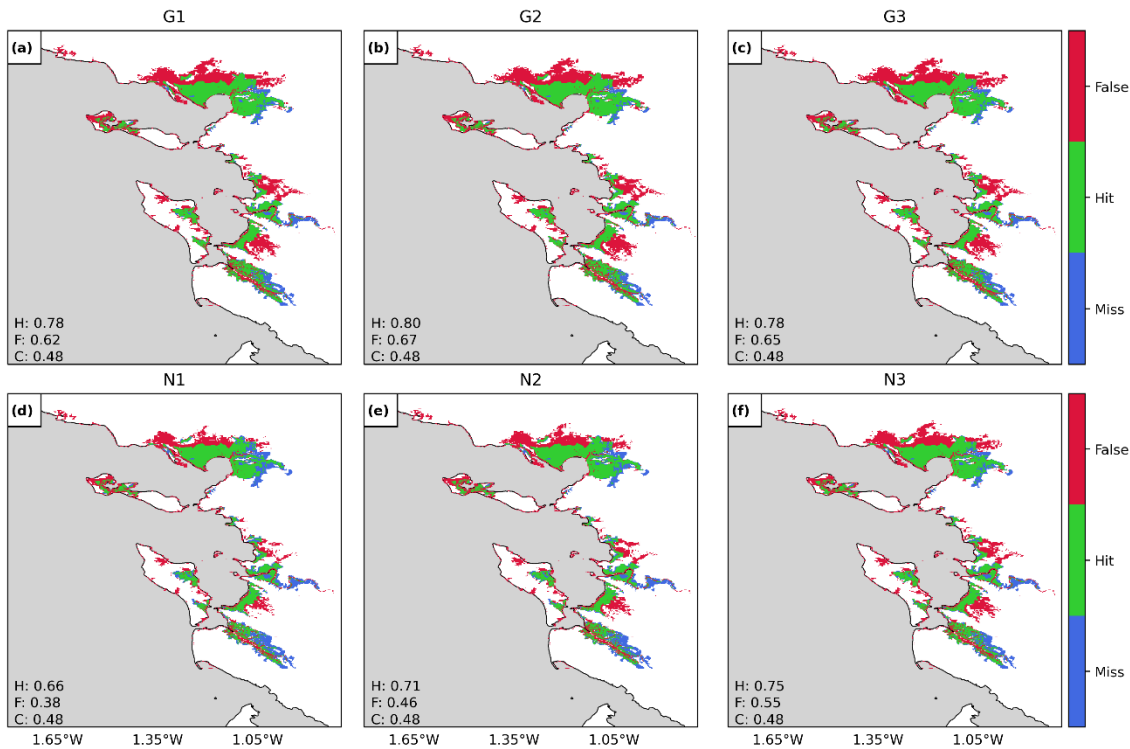 G1
G2
G3
(a)
(b)
(c)
H: 0.78
F: 0.62
C: 0.48
H: 0.80
F: 0.67
C: 0.48
H: 0.78
F: 0.65
C: 0.48
False
Hit
Miss
N1
N2
N3
(d)
(e)
(f)
H: 0.66
F: 0.38
C: 0.48
H: 0.71
F: 0.46
C: 0.48
H: 0.75
F: 0.55
C: 0.48
False
Hit
Miss
1.65°W 1.35°W 1.05°W
1.65°W 1.35°W 1.05°W
1.65°W 1.35°W 1.05°W